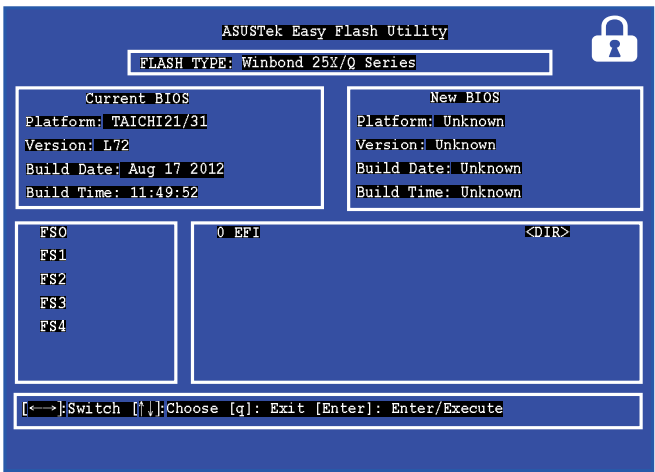 ASUSTek Easy Flash Utility
FLASH TYPE: Winbond 25X/Q Series
Current BIOS
Platform: TAICHI21/31
Version: L72
Build Date: Aug 17 2012
Build Time: 11:49:52
New BIOS
Platform: Unknown
Version: Unknown
Build Date: Unknown
Build Time: Unknown
FS0
FS1
FS2
FS3
FS4
0 EFI <DIR>
[←→]:Switch [↑↓]:Choose [q]: Exit [Enter]: Enter/Execute